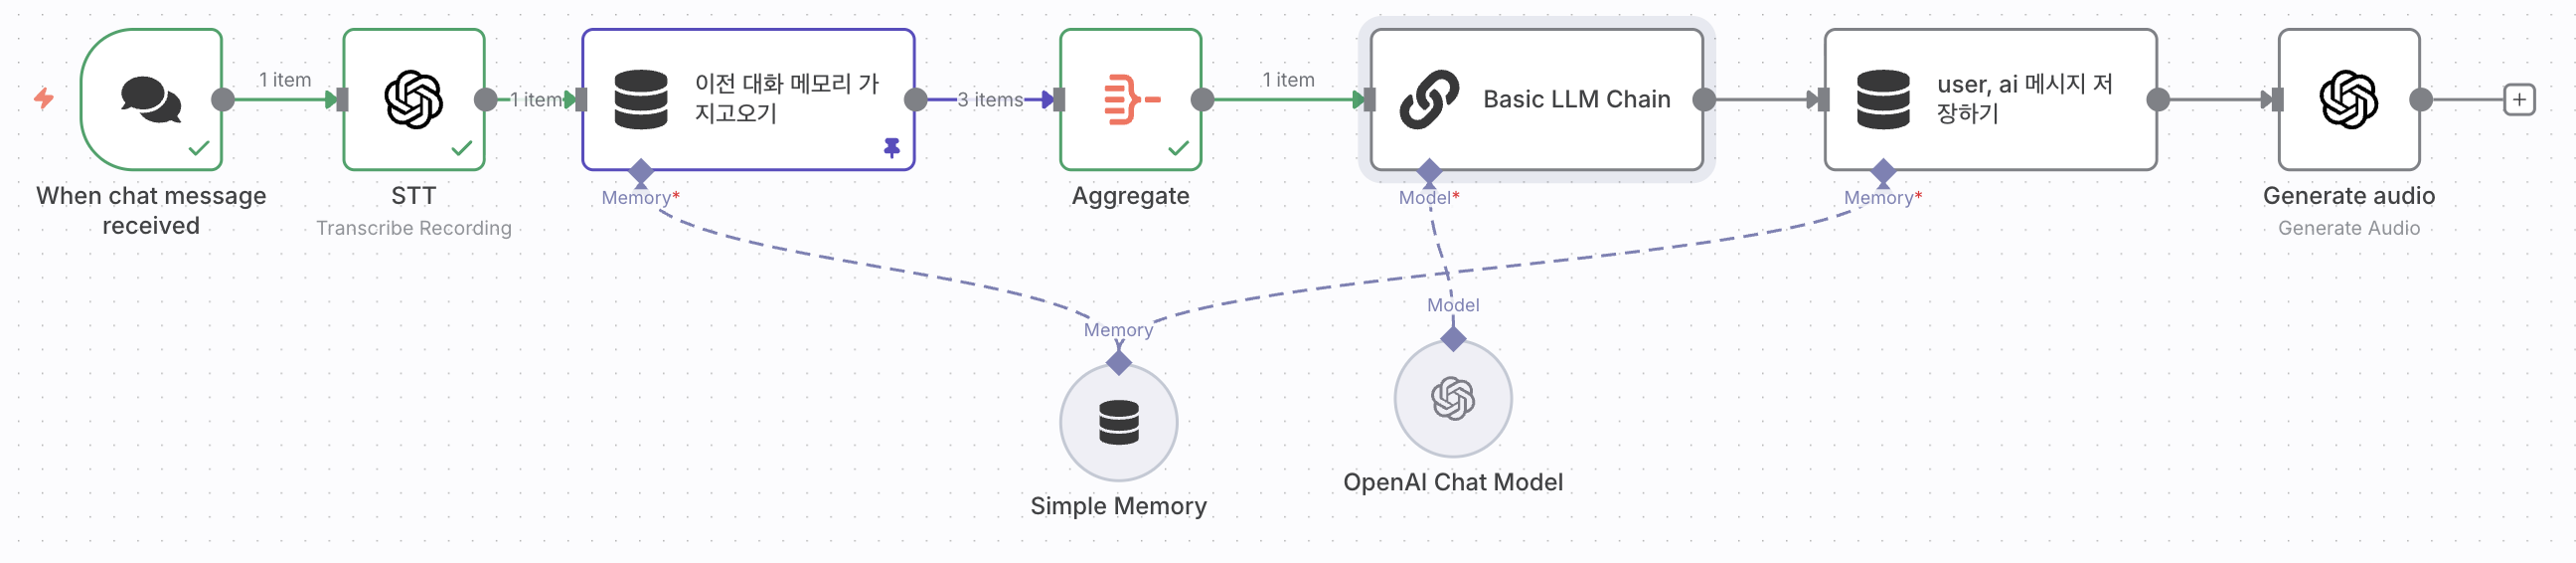 1 item
1 item
이전 대화 메모리 가
지고오기
3 items
1 item
Basic LLM Chain
user, ai 메시지 저
장하기
When chat message
received
STT
Transcribe Recording
Memory*
Aggregate
Model*
Memory*
Generate audio
Generate Audio
Memory
Model
Simple Memory
OpenAI Chat Model